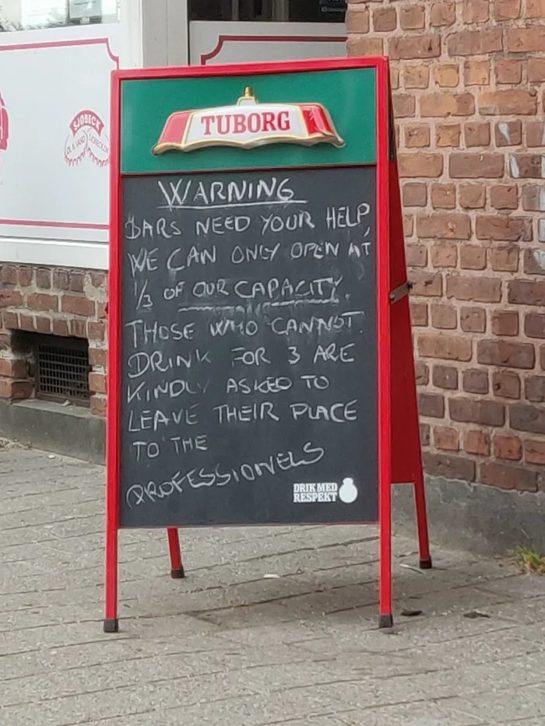 SJØBECK
TUBORG
WARNING
BARS NEED YOUR HELP,
WE CAN ONLY OPEN AT
1/3 OF OUR CAPACITY.
THOSE WHO CANNOT
DRINK FOR 3 ARE
KINDLY ASKED TO
LEAVE THEIR PLACE
TO THE
PROFESSIONELS
DRIK MED
RESPEKT